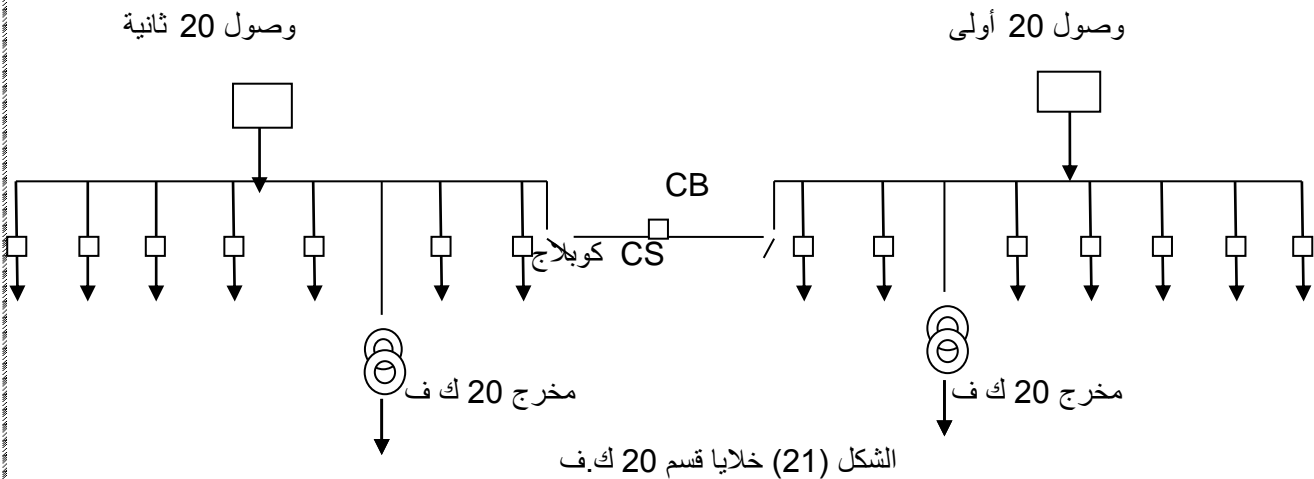 وصول 20 أولى
وصول 20 ثانية
CB
CS كوبلاج
مخرج 20 ك ف
مخرج 20 ك ف
الشكل (21) خلايا قسم 20 ك.ف